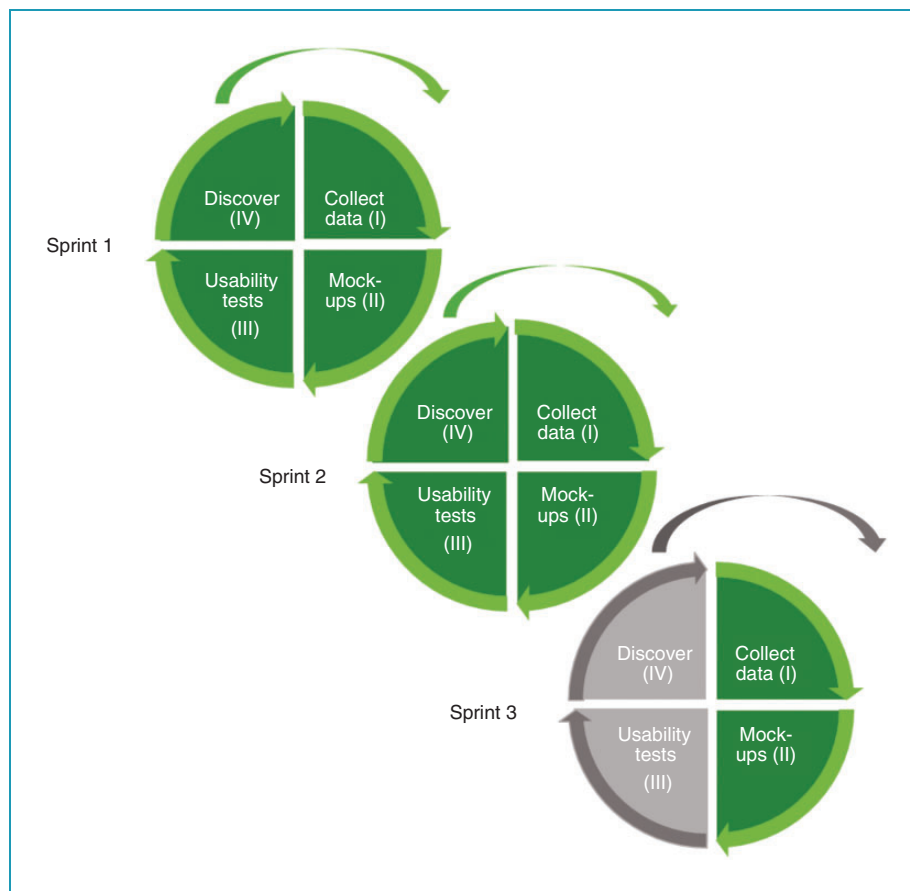 Discover
(IV)
Collect
data (I)
Sprint 1
Usability
tests
(III)
Mock-
ups (II)
Discover
(IV)
Collect
data (I)
Sprint 2
Usability
tests
(III)
Mock-
ups (II)
Discover
(IV)
Collect
data (I)
Sprint 3
Usability
tests
(III)
Mock-
ups (II)